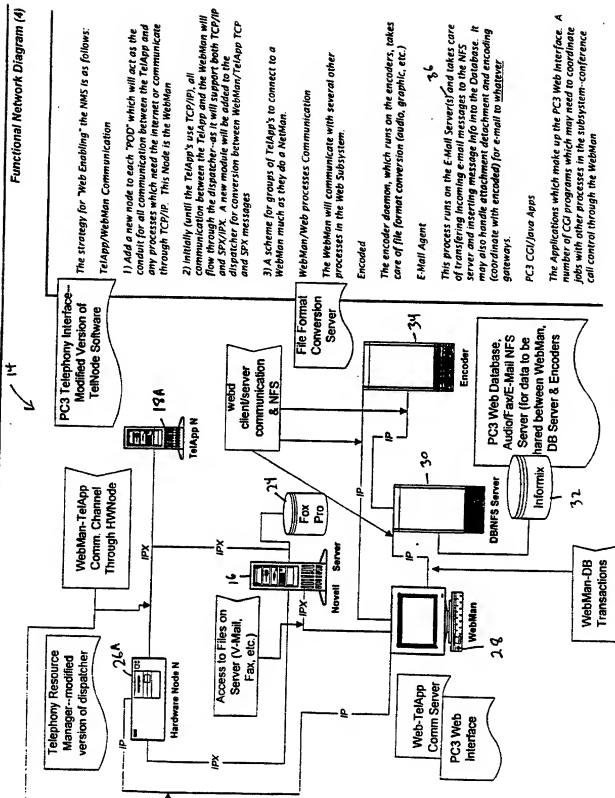 Functional Network Diagram (4)
14
The strategy for "Web Enabling" the NMS is as follows:
TelApp/WebMan Communication
1) Add a new node to each "POD" which will act as the
conduit for all communication between the TelApp and
any processes which need the internet or communicate
through TCP/IP. This Node is the WebMan
2) Initially (untill the TelApp's use TCP/IP), all
communication between the TelApp and the WebMan will
flow through the dispatcher--as it will support both TCP/IP
and SPX/IPX. A new module will be added to the
dispatcher for conversion between WebMan/TelApp TCP
and SPX messages
3) A scheme for groups of TelApp's to connect to a
WebMan much as they do a NetMan.
WebMan/Web processes Communication
The WebMan will communicate with several other
processes in the Web Subsystem.
Encoded
The encoder daemon, which runs on the encoders, takes
care of file format conversion (audio, graphic, etc.)
E-Mail Agent
36
This process runs on the E-Mail Server(s) and takes care
of transfering incoming e-mail messages to the NFS
server and inserting message info into the Database. It
may also handle attachment detachment and encoding
(coordinate with encoded) for e-mail to whatever
gateways.
PC3 CGI/Java Apps
The Applications which make up the PC3 Web Interface. A
number of CGI programs which may need to coordinate
jobs with other processes in the subsystem--conference
call control through the WebMan
PC3 Telephony Interface--
Modified Version of
TelNode Software
18A
TelApp N
File Format
Conversion
Server
34
Encoder
webd
client/server
communication
& NFS
WebMan-TelApp
Comm. Channel
Through HWNode
IPX
IPX
24
Fox
Pro
16
Novell Server
IPX
IP
IP
30
DB/NFS Server
IP
PC3 Web Database,
Audio/Fax/E-Mail NFS
Server (for data to be
shared between WebMan,
DB Server & Encoders
Informix
32
Telephony Resource
Manager--modified
version of dispatcher
26A
Hardware Node N
IPX
Access to Files on
Server (V-Mail,
Fax, etc.)
IP
WebMan
28
Web-TelApp
Comm Server
PC3 Web
Interface
WebMan-DB
Transactions